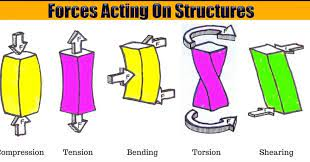 Forces Acting On Structures
F F F F F
F F F
ompression Tension Bending Torsion Shearing